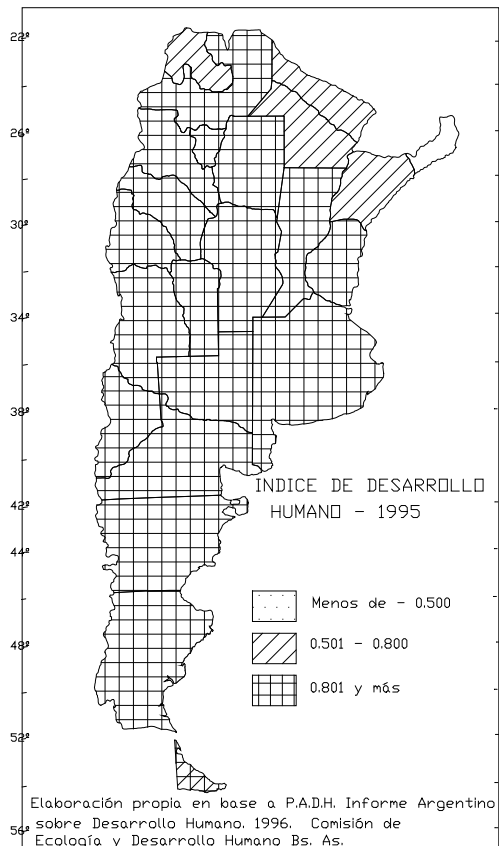 22º
26º
30º
34º
38º
INDICE DE DESARROLLO
HUMANO - 1995
42º
44º
Menos de - 0.500
0.501 - 0.800
48º
0.801 y más
52º
Elaboración propia en base a P.A.D.H. Informe Argentino
sobre Desarrollo Humano. 1996. Comisión de
56º
Ecología y Desarrollo Humano Bs. As.